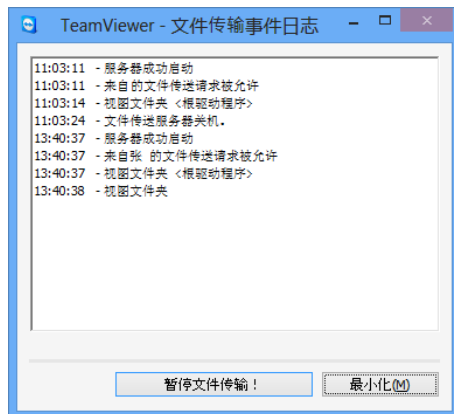 TeamViewer - 文件传输事件日志
11:03:11 - 服务器成功启动
11:03:11 - 来自的文件传送请求被允许
11:03:14 - 视图文件夹 <根驱动程序>
11:03:24 - 文件传送服务器关机.
13:40:37 - 服务器成功启动
13:40:37 - 来自张 的文件传送请求被允许
13:40:37 - 视图文件夹 <根驱动程序>
13:40:38 - 视图文件夹
暂停文件传输！
最小化(M)